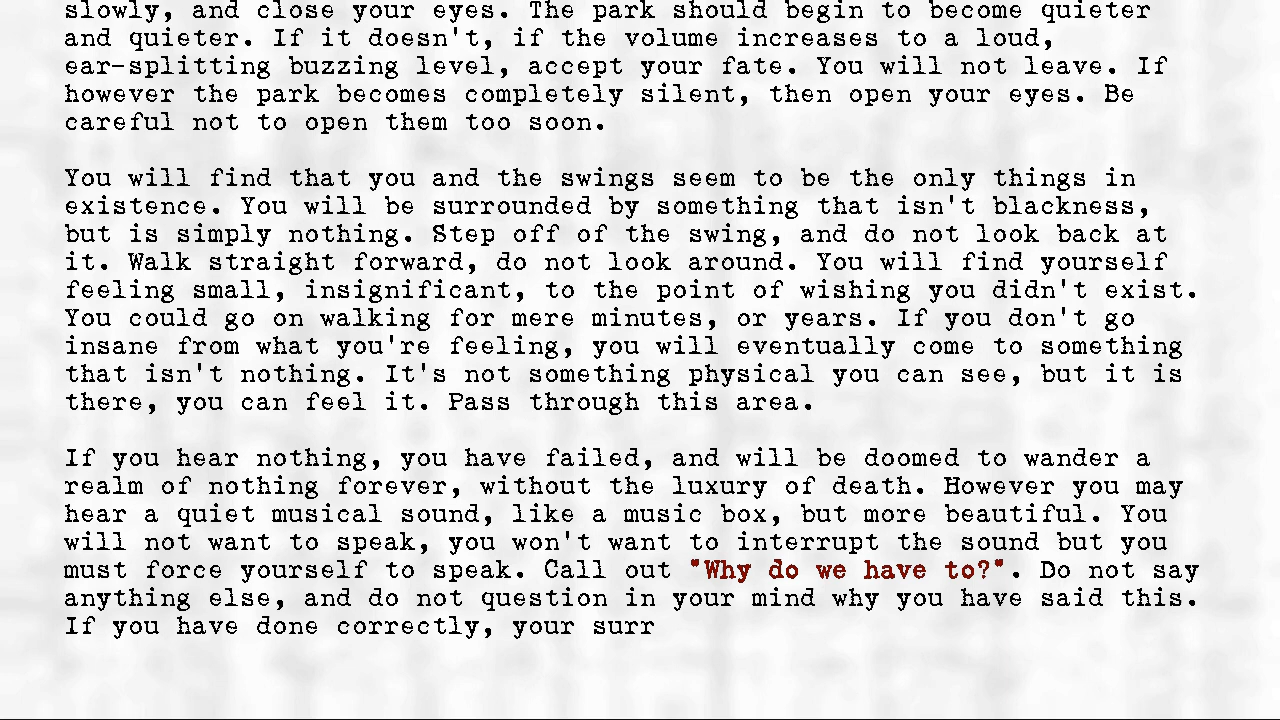 slowly, and close your eyes. The park should begin to become quieter
and quieter. If it doesn't, if the volume increases to a loud,
ear-splitting buzzing level, accept your fate. You will not leave. If
however the park becomes completely silent, then open your eyes. Be
careful not to open them too soon.
You will find that you and the swings seem to be the only things in
existence. You will be surrounded by something that isn't blackness,
but is simply nothing. Step off of the swing, and do not look back at
it. Walk straight forward, do not look around. You will find yourself
feeling small, insignificant, to the point of wishing you didn't exist.
You could go on walking for mere minutes, or years. If you don't go
insane from what you're feeling, you will eventually come to something
that isn't nothing. It's not something physical you can see, but it is
there, you can feel it. Pass through this area.
If you hear nothing, you have failed, and will be doomed to wander a
realm of nothing forever, without the luxury of death. However you may
hear a quiet musical sound, like a music box, but more beautiful. You
will not want to speak, you won't want to interrupt the sound but you
must force yourself to speak. Call out "Why do we have to?". Do not say
anything else, and do not question in your mind why you have said this.
If you have done correctly, your surr